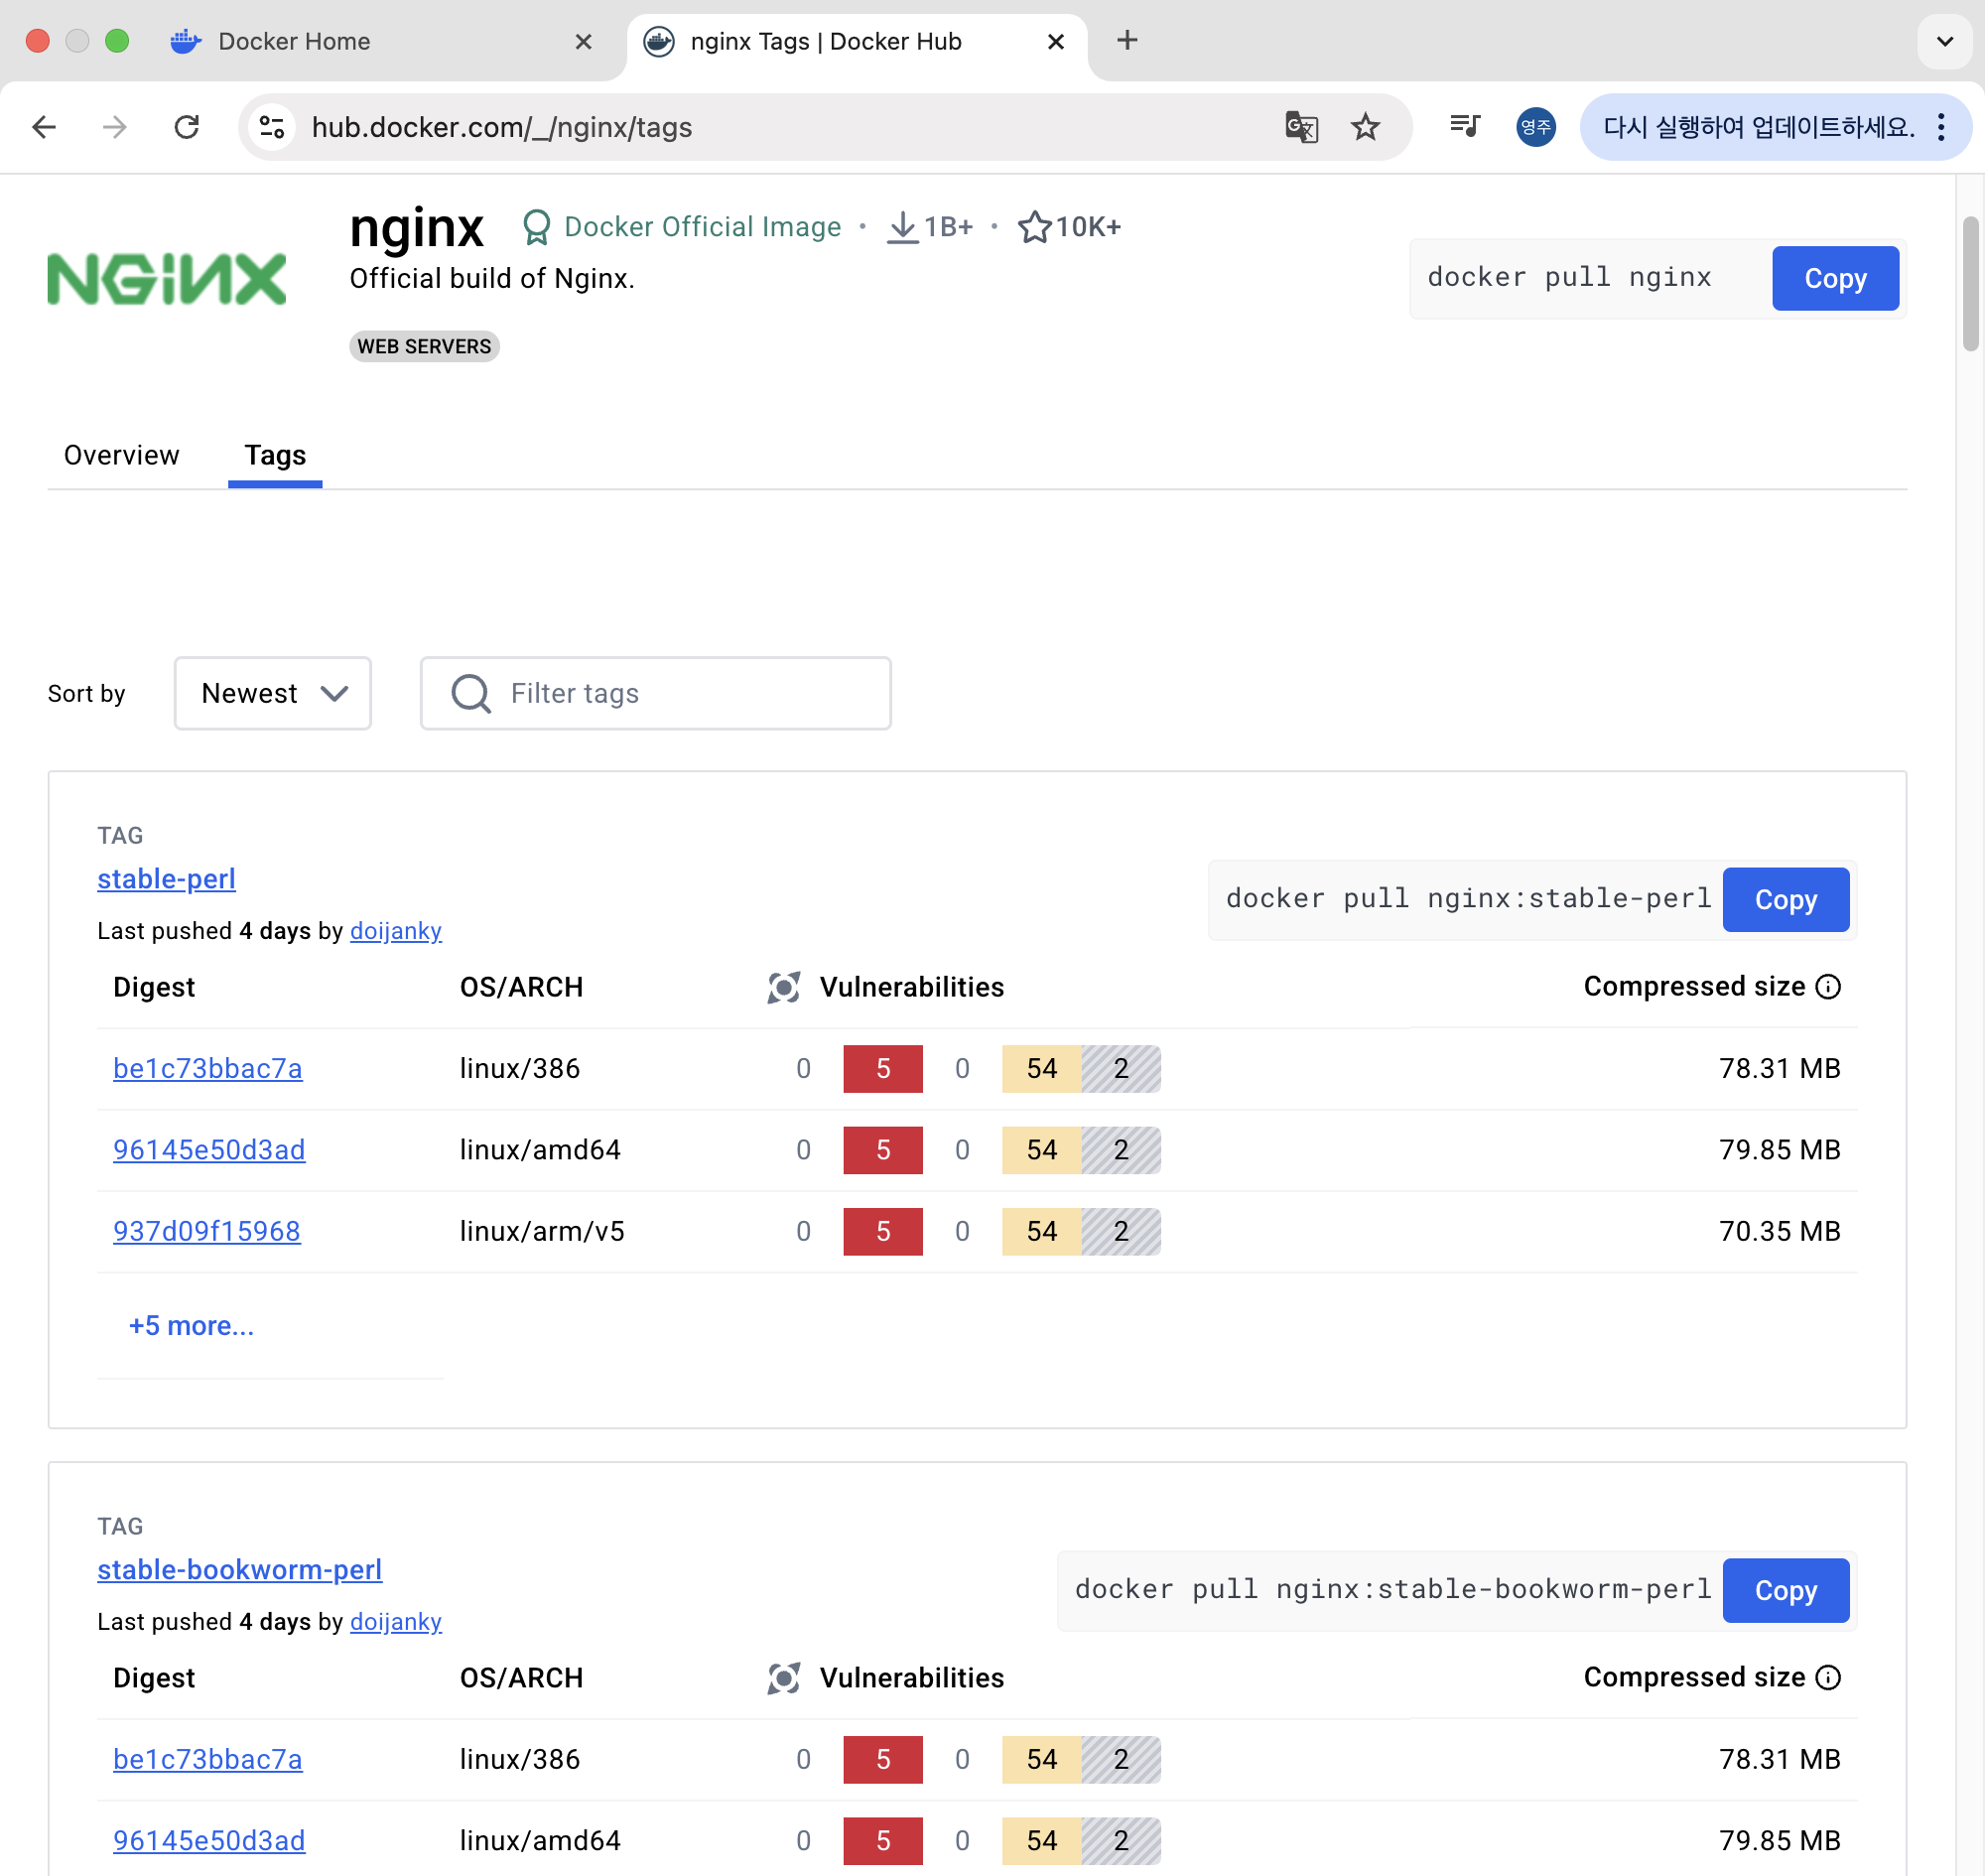 Docker Home
nginx Tags | Docker Hub
hub.docker.com/_/nginx/tags
영주
다시 실행하여 업데이트하세요.
NGINX
nginx
Docker Official Image • 1B+ • 10K+
Official build of Nginx.
WEB SERVERS
docker pull nginx
Copy
Overview
Tags
Sort by
Newest
Filter tags
TAG
stable-perl
Last pushed 4 days by doijanky
docker pull nginx:stable-perl
Copy
Digest OS/ARCH Vulnerabilities Compressed size
be1c73bbac7a linux/386 0 5 0 54 2 78.31 MB
96145e50d3ad linux/amd64 0 5 0 54 2 79.85 MB
937d09f15968 linux/arm/v5 0 5 0 54 2 70.35 MB
+5 more...
TAG
stable-bookworm-perl
Last pushed 4 days by doijanky
docker pull nginx:stable-bookworm-perl
Copy
Digest OS/ARCH Vulnerabilities Compressed size
be1c73bbac7a linux/386 0 5 0 54 2 78.31 MB
96145e50d3ad linux/amd64 0 5 0 54 2 79.85 MB